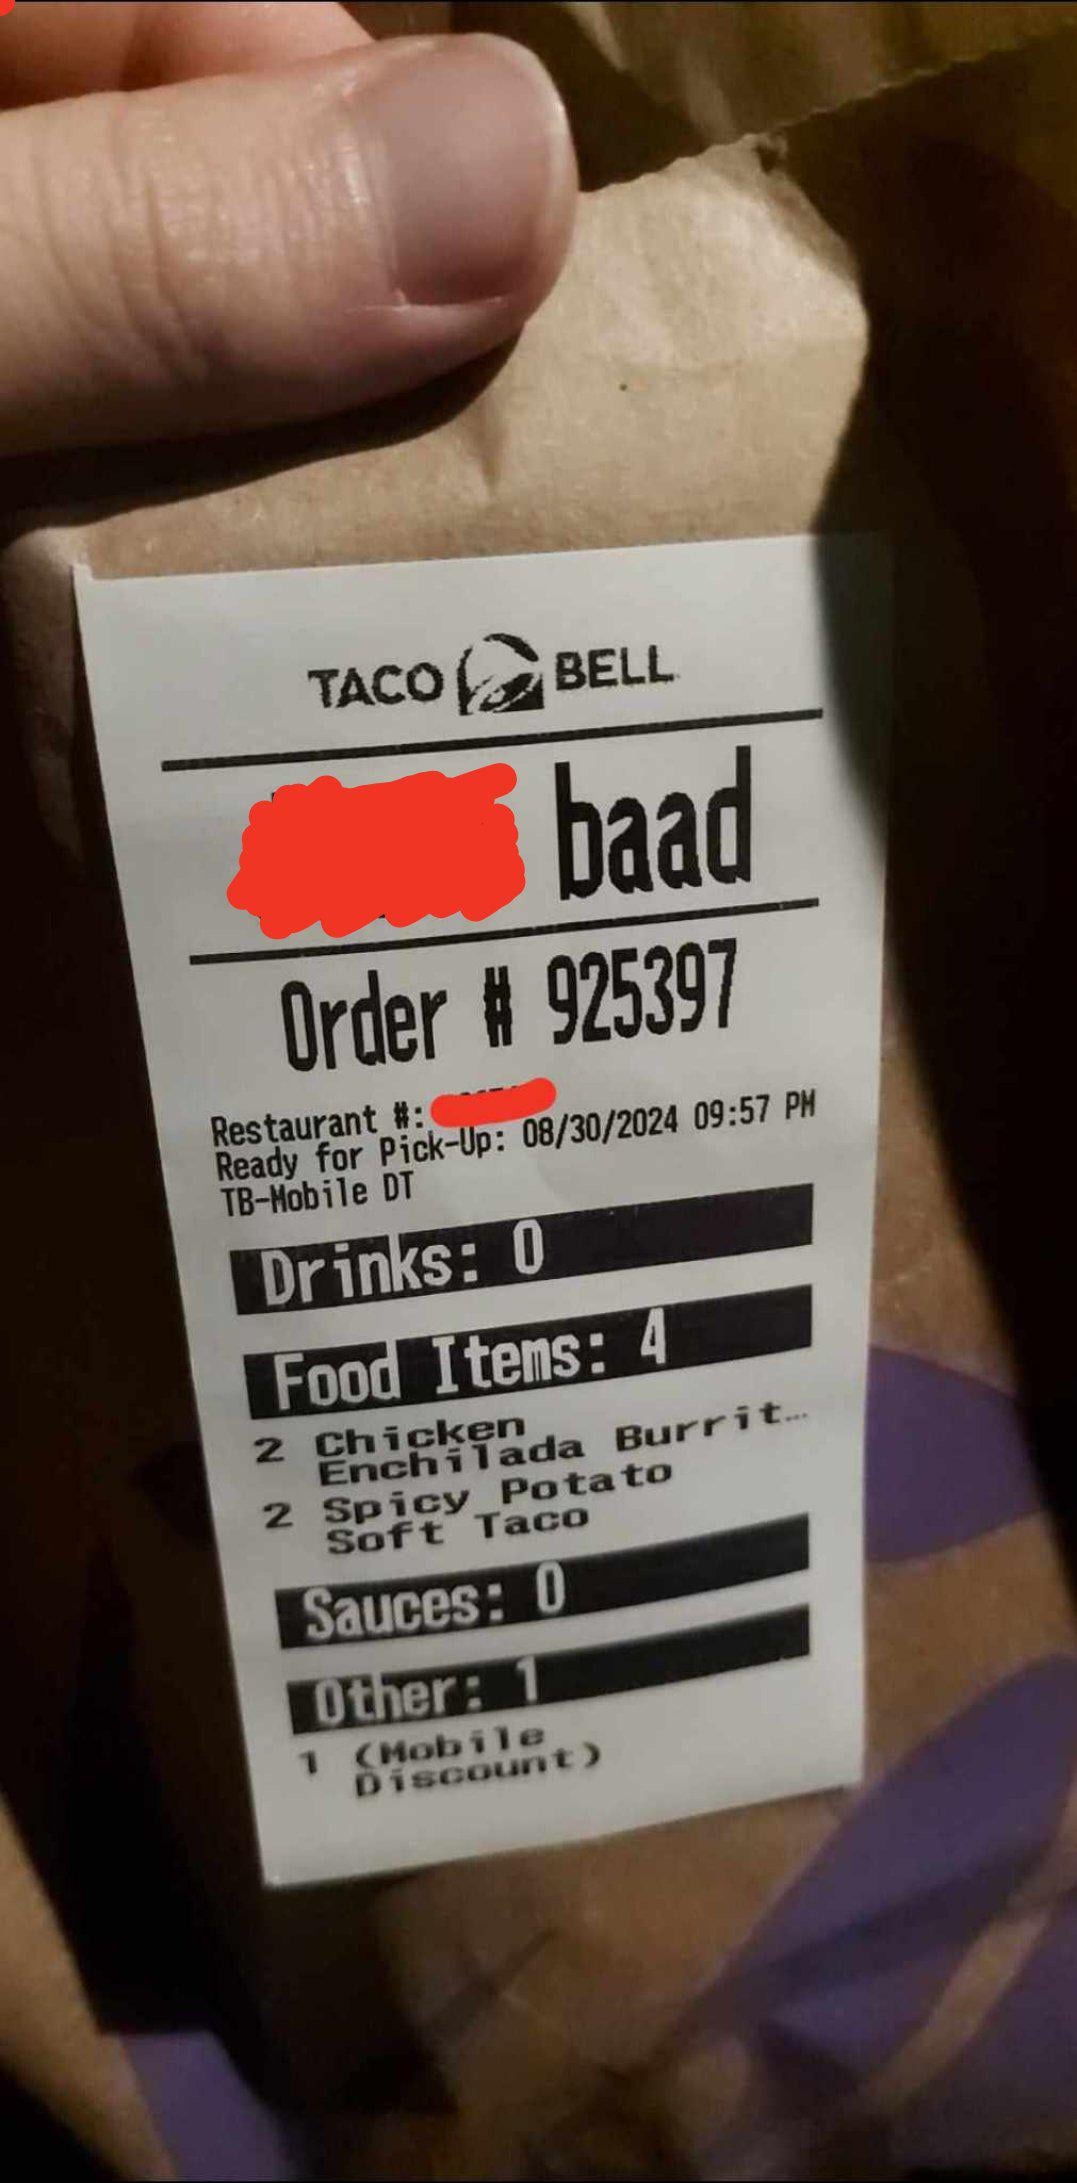 TACO BELL
baad
Order # 925397
Restaurant #:
Ready for Pick-Up: 08/30/2024 09:57 PM
TB-Mobile DT
Drinks: 0
Food Items: 4
2 Chicken
Enchilada Burrit…
2 Spicy Potato
Soft Taco
Sauces: 0
Other: 1
1 (Mobile
Discount)